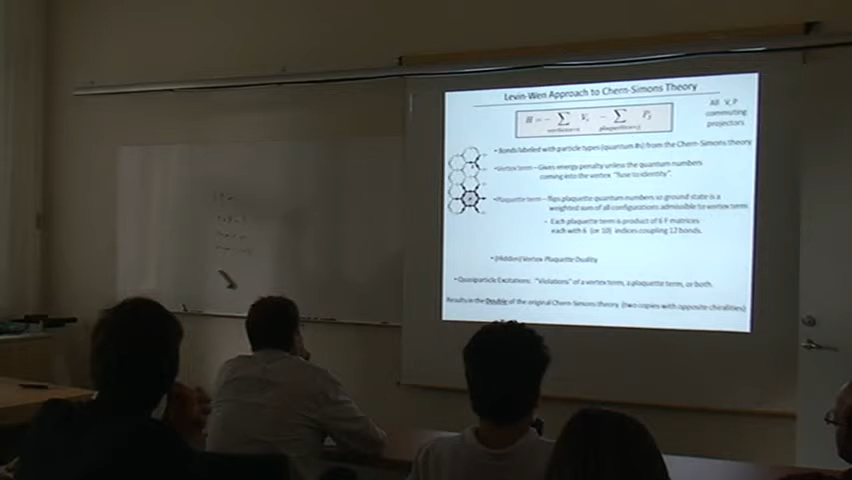 Levin-Wen Approach to Chern-Simons Theory
H = - ∑ V - ∑ P
All V, P
commuting
projectors
• Bonds labeled with particle types (quantum #s) from the Chern-Simons theory
• Vertex term – Gives energy penalty unless the quantum numbers
coming into the vertex "fuse to identity".
• Plaquette term – flips plaquette quantum numbers so ground state is a
weighted sum of all configurations admissible to vertex term
– Each plaquette term is product of 6 F matrices
each with 6 (or 10) indices coupling 12 bonds.
• (Hidden) Vertex Plaquette Duality
• Quasiparticle Excitations: "Violations" of a vertex term, a plaquette term, or both.
Results in the Double of the original Chern-Simons theory (two copies with opposite chiralities)